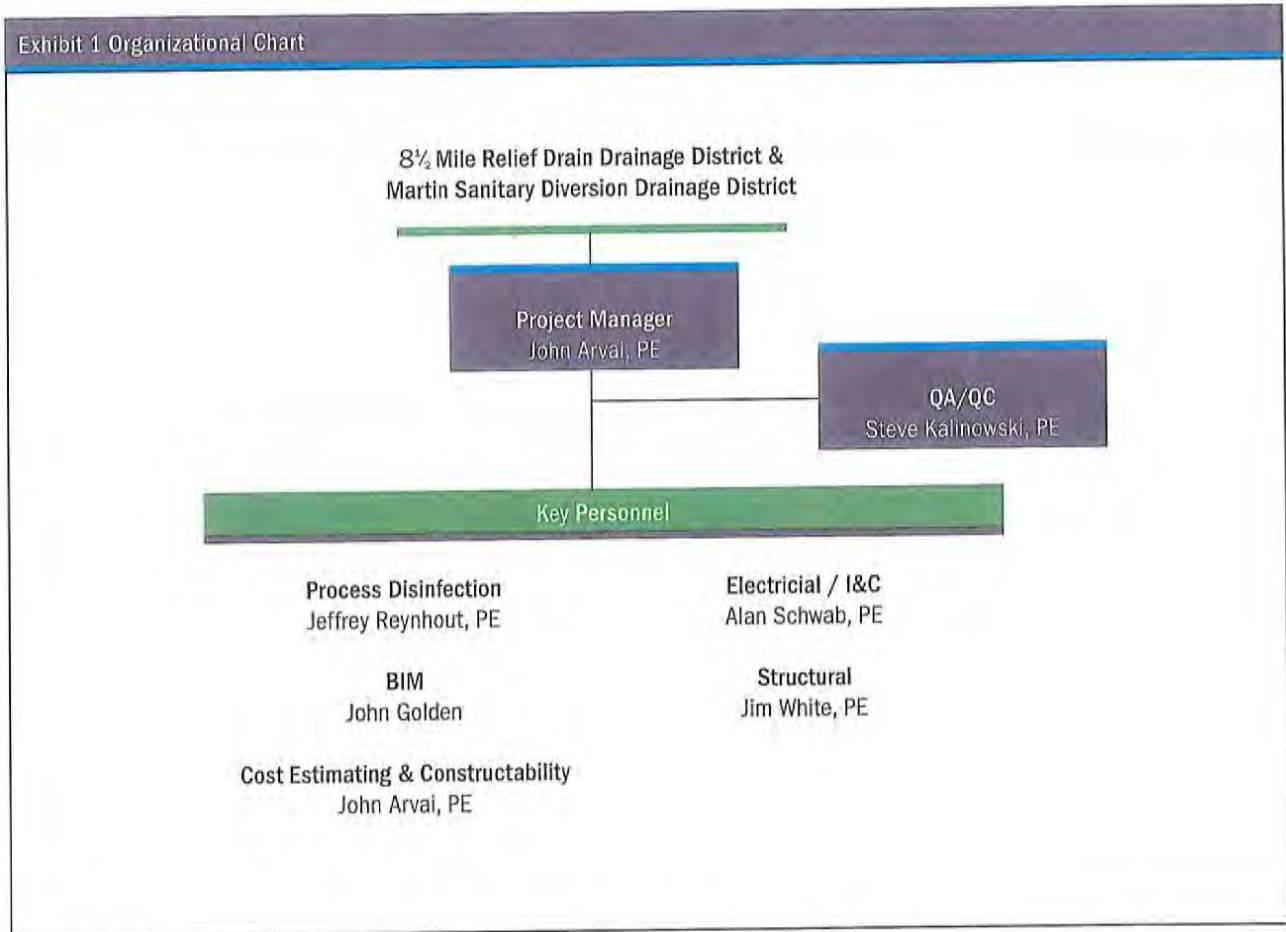 Exhibit 1 Organizational Chart
8½ Mile Relief Drain Drainage District &
Martin Sanitary Diversion Drainage District
Project Manager
John Arvai, PE
QA/QC
Steve Kalinowski, PE
Key Personnel
Process Disinfection
Jeffrey Reynhout, PE
BIM
John Golden
Cost Estimating & Constructability
John Arvai, PE
Electricial / I&C
Alan Schwab, PE
Structural
Jim White, PE